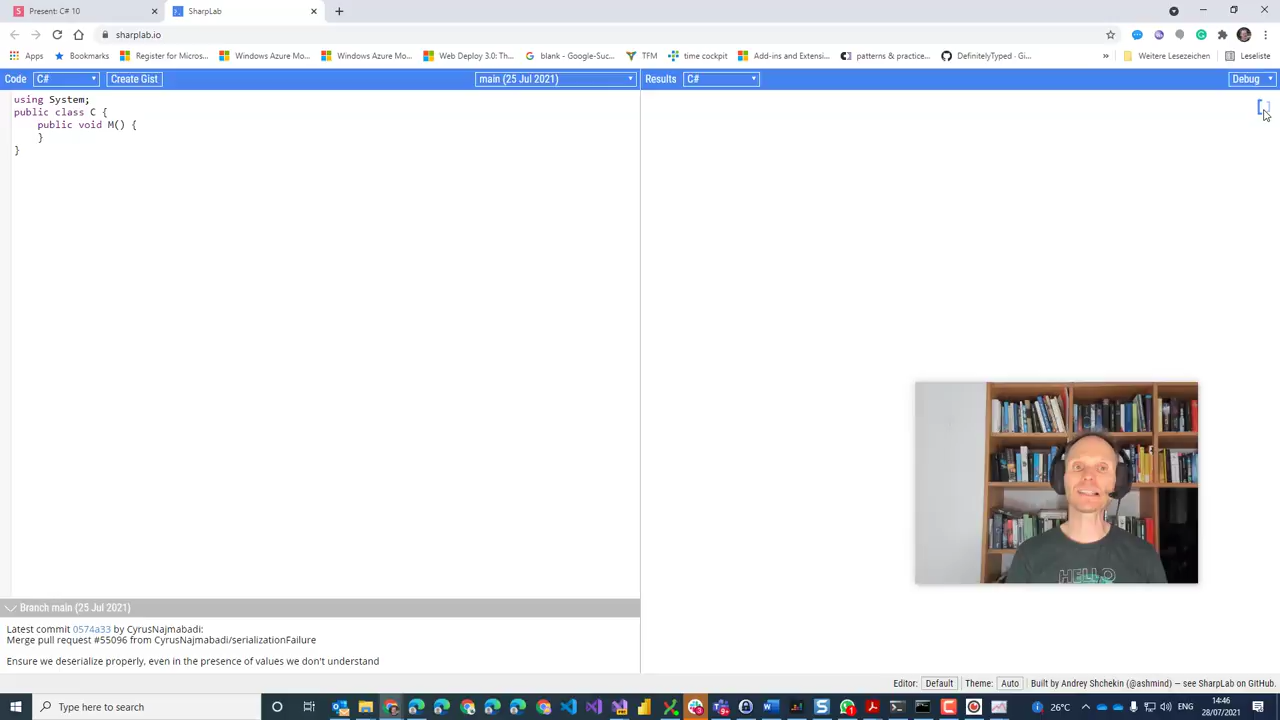 Present: C# 10
SharpLab
sharplab.io
Apps
Bookmarks
Register for Micros...
Windows Azure Mo...
Windows Azure Mo...
Web Deploy 3.0: Th...
blank - Google-Suc...
TFM
time cockpit
Add-ins and Extensi...
patterns & practice...
DefinitelyTyped - Gi...
»
Weitere Lesezeichen
Leseliste
Code C# Create Gist main (25 Jul 2021) Results C# Debug
using System;
public class C {
    public void M() {
    }
}
HELLO
Branch main (25 Jul 2021)
Latest commit 0574a33 by CyrusNajmabadi:
Merge pull request #55096 from CyrusNajmabadi/serializationFailure
Ensure we deserialize properly, even in the presence of values we don't understand
Editor: Default Theme: Auto Built by Andrey Shchekin (@ashmind) — see SharpLab on GitHub.
Type here to search
26°C
ENG
14:46
28/07/2021